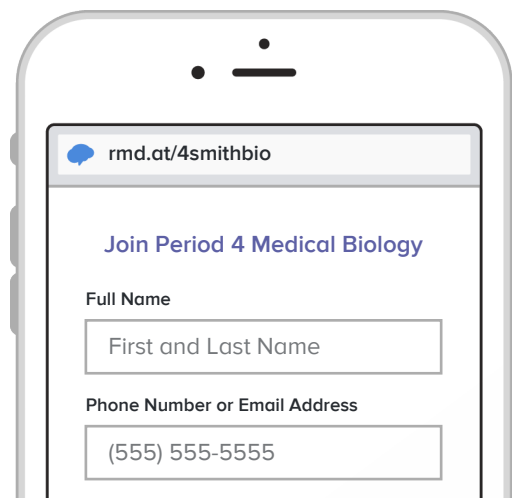 rmd.at/4smithbio
Join Period 4 Medical Biology
Full Name
First and Last Name
Phone Number or Email Address
(555) 555-5555